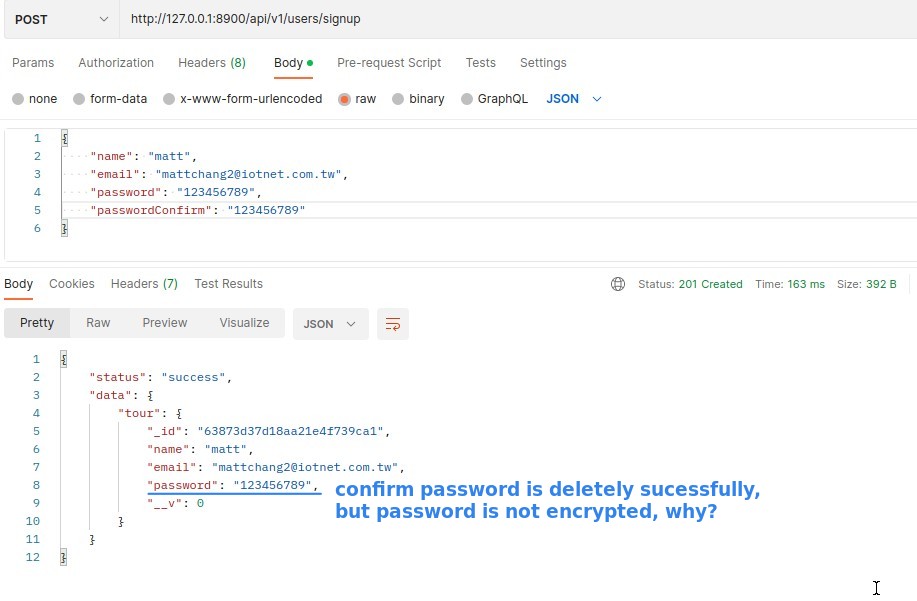 POST http://127.0.0.1:8900/api/v1/users/signup
Params Authorization Headers (8) Body Pre-request Script Tests Settings
none form-data x-www-form-urlencoded raw binary GraphQL JSON
1 {
2 ····"name": "matt",
3 ····"email": "mattchang2@iotnet.com.tw",
4 ····"password": "123456789",
5 ····"passwordConfirm": "123456789"
6 }
Body Cookies Headers (7) Test Results Status: 201 Created Time: 163 ms Size: 392 B
Pretty Raw Preview Visualize JSON
1 {
2 "status": "success",
3 "data": {
4 "tour": {
5 "_id": "63873d37d18aa21e4f739ca1",
6 "name": "matt",
7 "email": "mattchang2@iotnet.com.tw",
8 "password": "123456789",
9 "__v": 0
10 }
11 }
12 }
confirm password is deletely sucessfully,
but password is not encrypted, why?